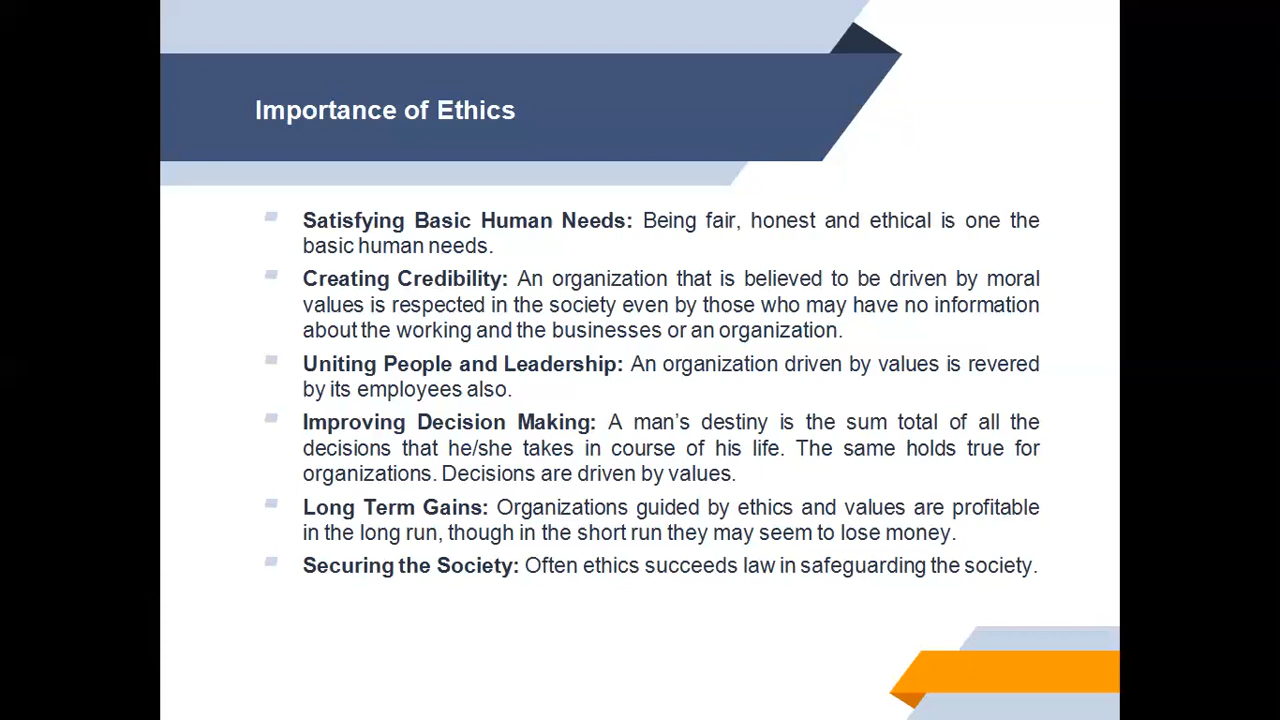 Importance of Ethics
Satisfying Basic Human Needs: Being fair, honest and ethical is one the
basic human needs.
Creating Credibility: An organization that is believed to be driven by moral
values is respected in the society even by those who may have no information
about the working and the businesses or an organization.
Uniting People and Leadership: An organization driven by values is revered
by its employees also.
Improving Decision Making: A man’s destiny is the sum total of all the
decisions that he/she takes in course of his life. The same holds true for
organizations. Decisions are driven by values.
Long Term Gains: Organizations guided by ethics and values are profitable
in the long run, though in the short run they may seem to lose money.
Securing the Society: Often ethics succeeds law in safeguarding the society.